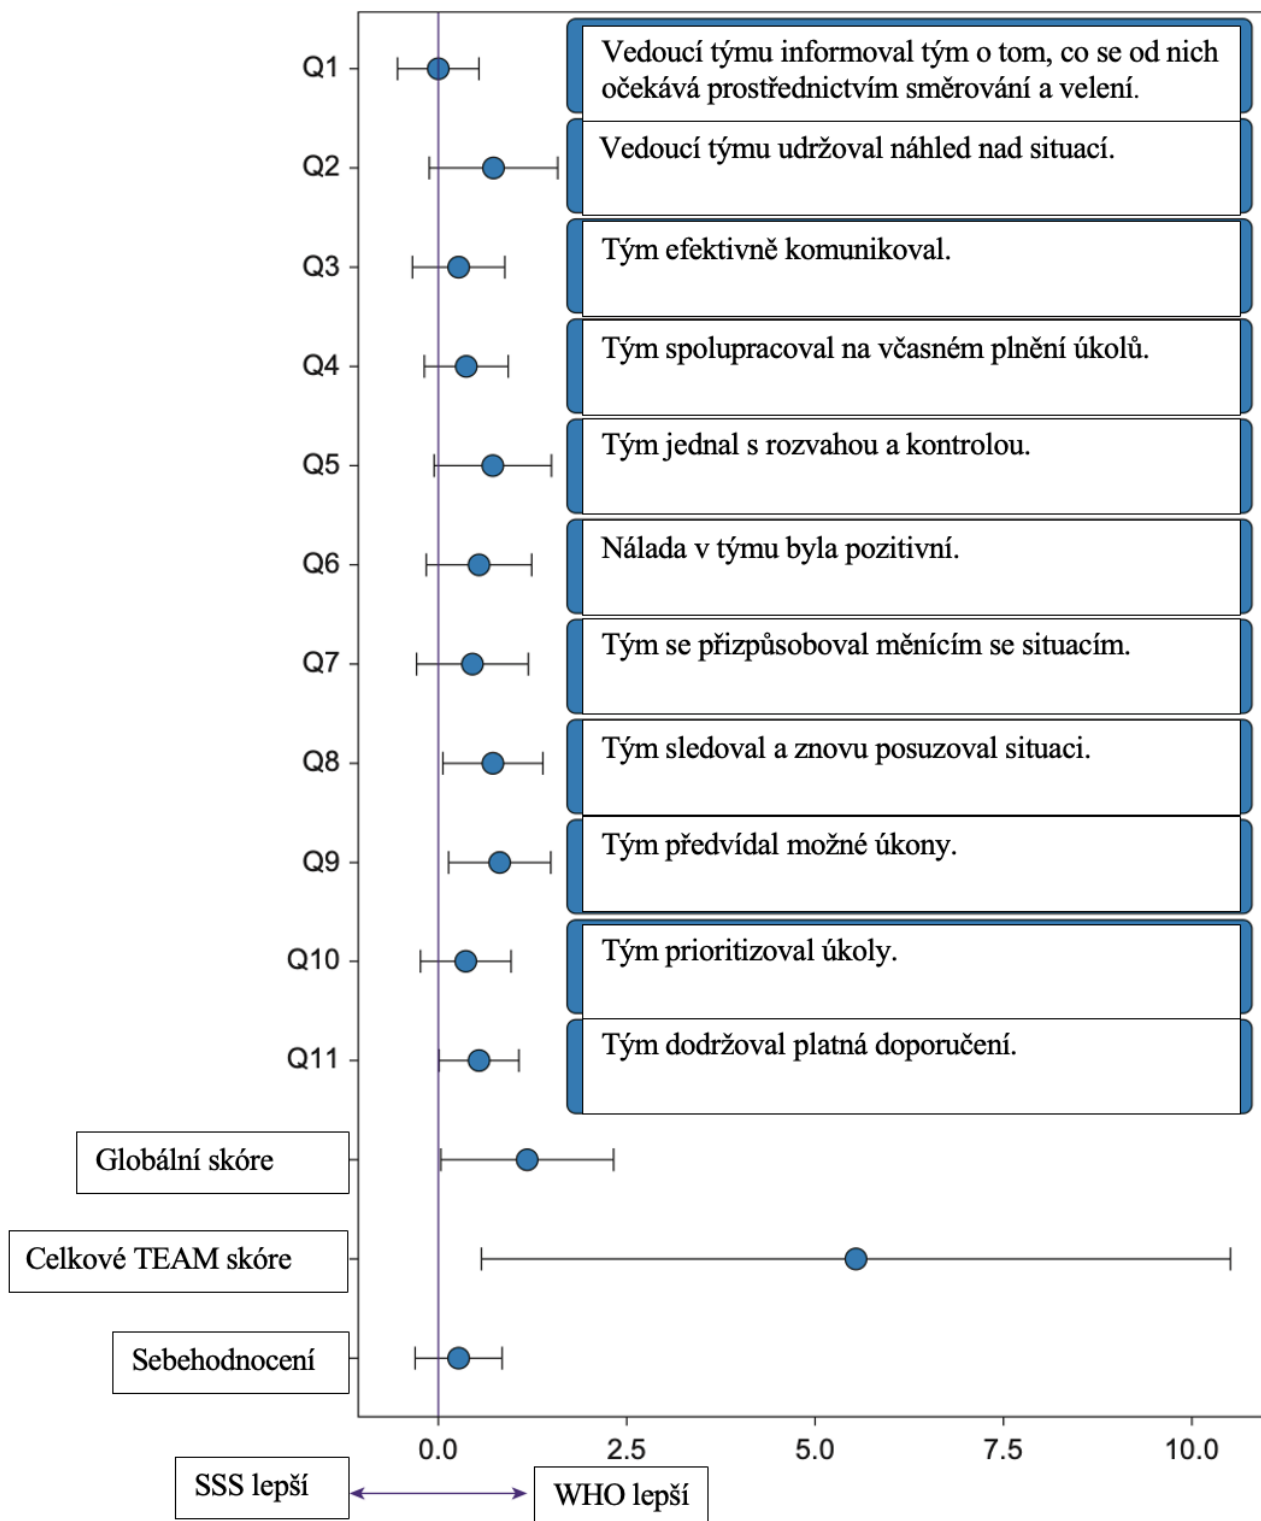 Q1
Vedoucí týmu informoval tým o tom, co se od nich
očekává prostřednictvím směrování a velení.
Q2
Vedoucí týmu udržoval náhled nad situací.
Q3
Tým efektivně komunikoval.
Q4
Tým spolupracoval na včasném plnění úkolů.
Q5
Tým jednal s rozvahou a kontrolou.
Q6
Nálada v týmu byla pozitivní.
Q7
Tým se přizpůsoboval měnícím se situacím.
Q8
Tým sledoval a znovu posuzoval situaci.
Q9
Tým předvídal možné úkony.
Q10
Tým prioritizoval úkoly.
Q11
Tým dodržoval platná doporučení.
Globální skóre
Celkové TEAM skóre
Sebehodnocení
0.0 2.5 5.0 7.5 10.0
SSS lepší
WHO lepší